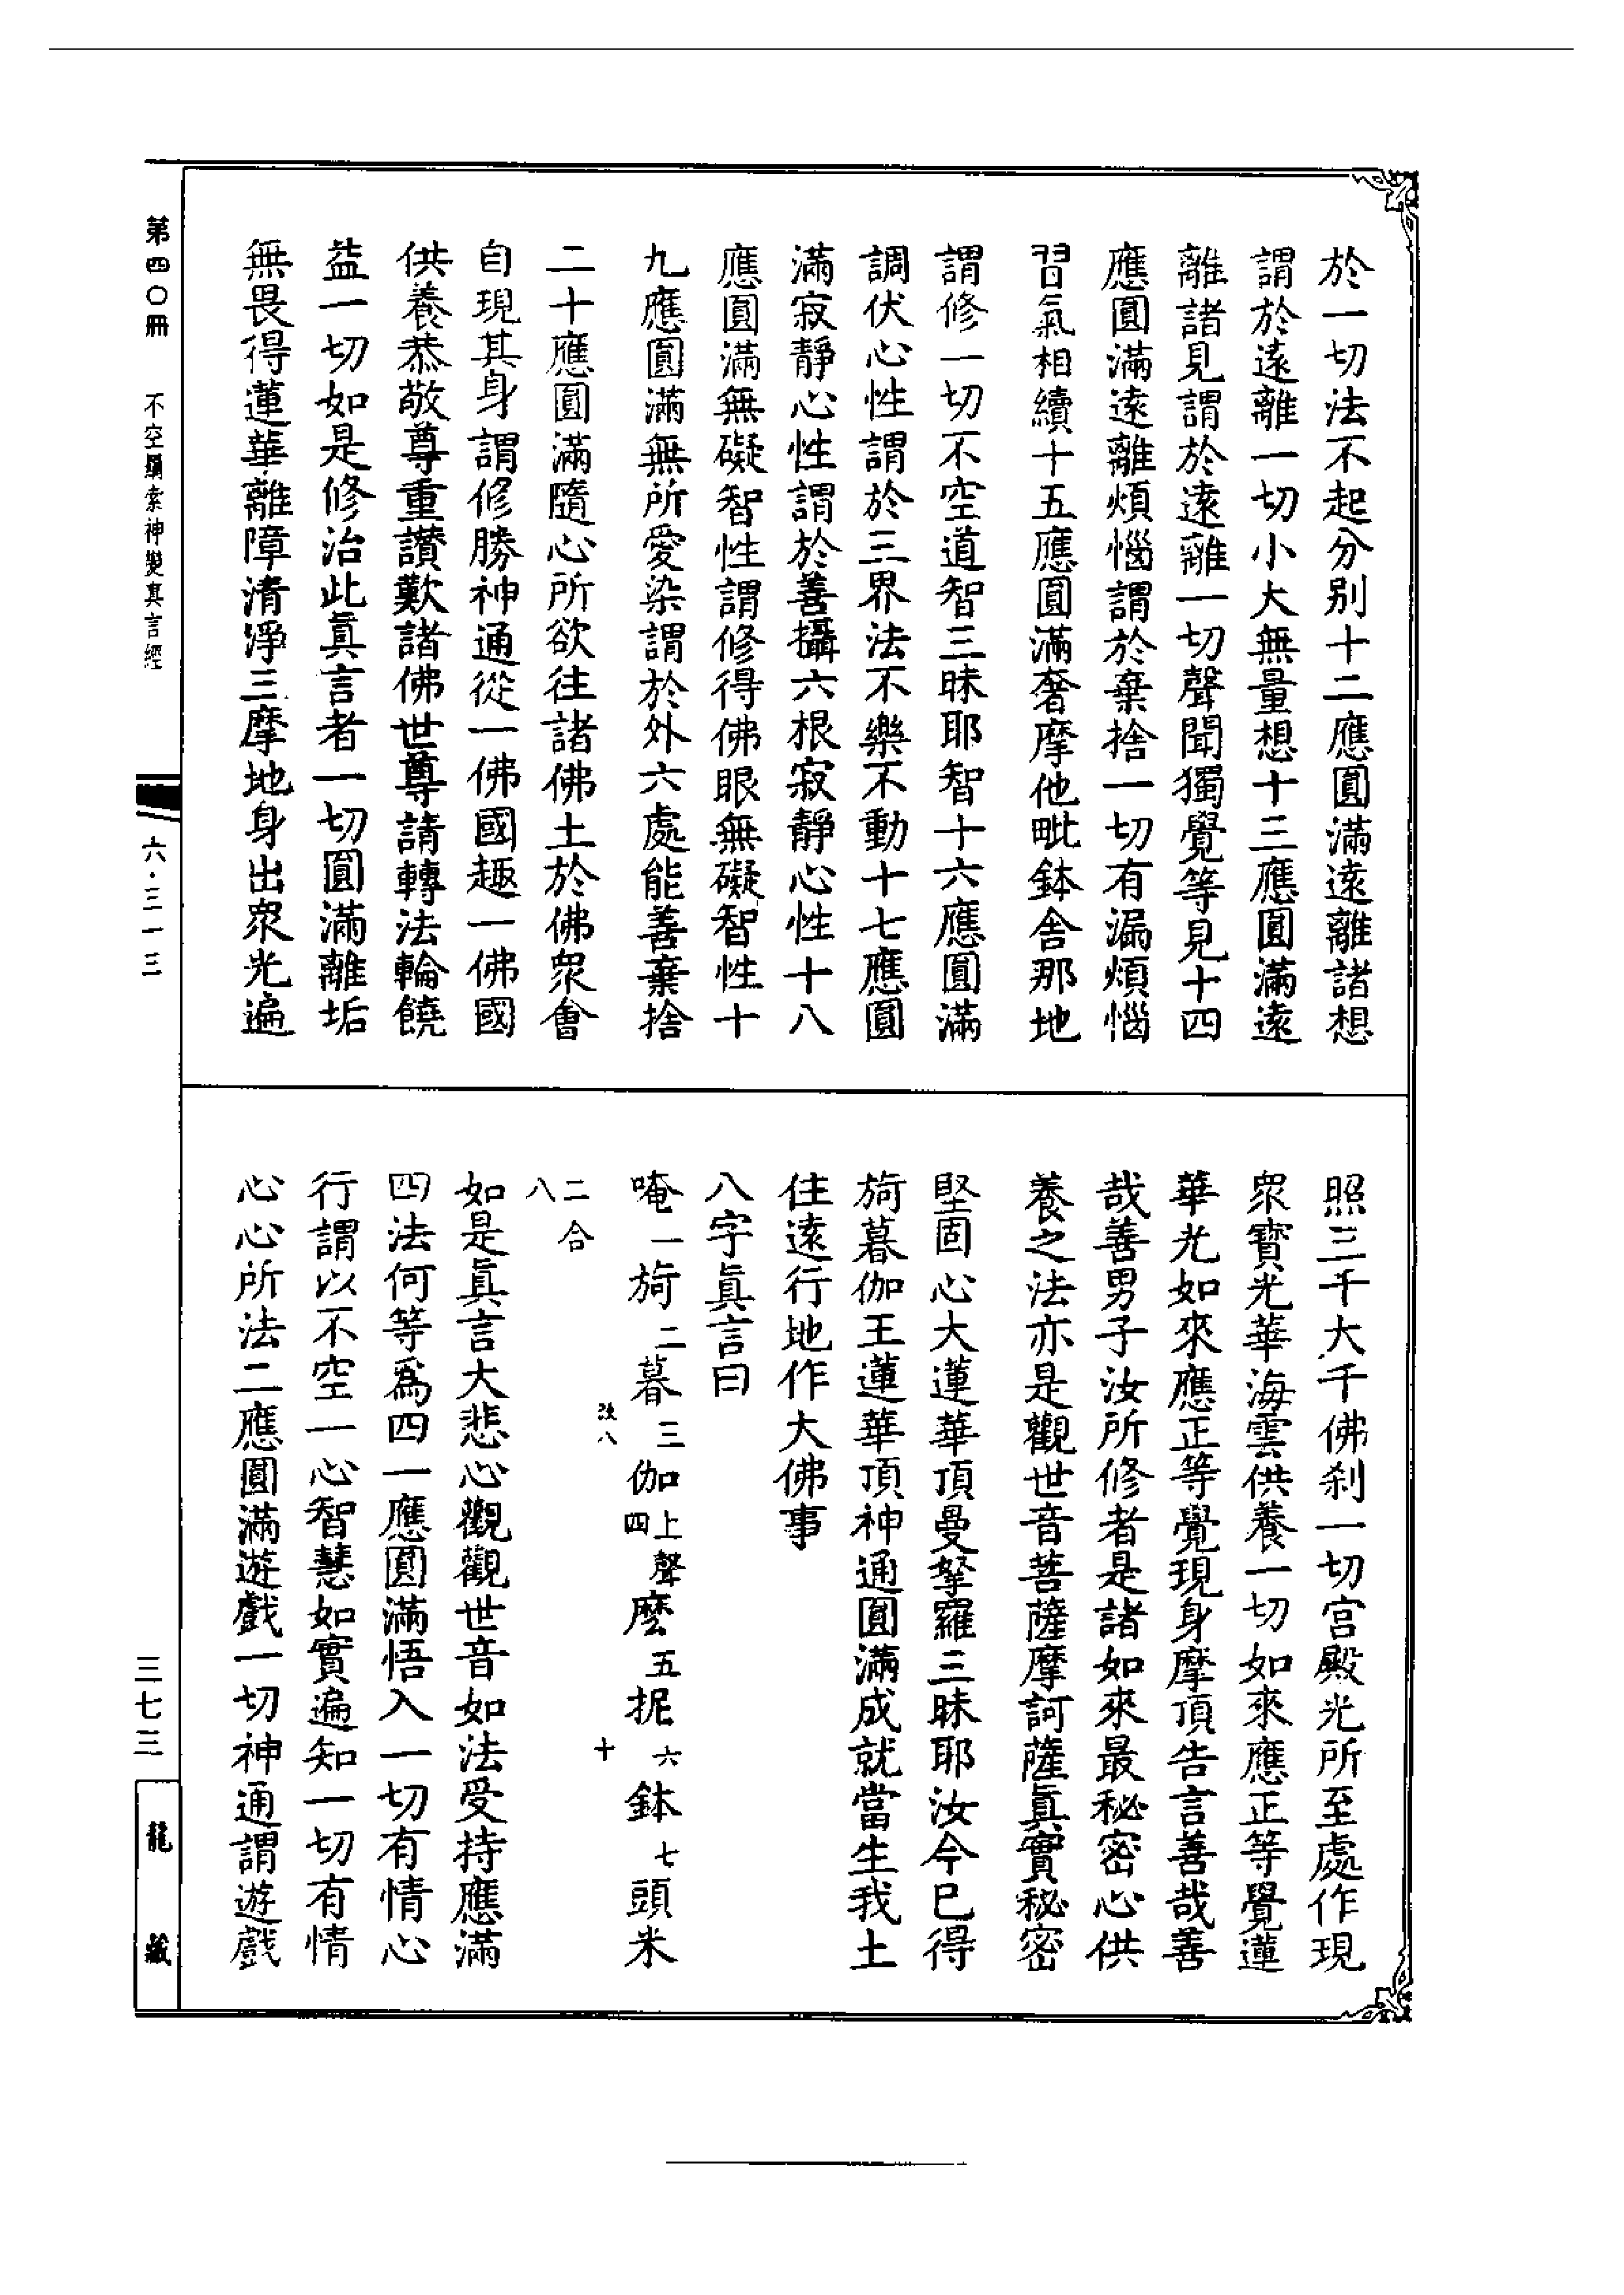 於一切法不起分别十二應圓滿遠離諸想
謂於遠離一切小大無量想十三應圓滿遠
離諸見謂於遠離一切聲聞獨覺等見十四
應圓滿遠離煩惱謂於棄捨一切有漏煩惱
習氣相續十五應圓滿奢摩他毗鉢舍那地
謂修一切不空道智三昧耶智十六應圓滿
調伏心性謂於三界法不樂不動十七應圓
滿寂靜心性謂於善攝六根寂靜心性十八
應圓滿無礙智性謂修得佛眼無礙智性十
九應圓滿無所愛染謂於外六處能善棄捨
二十應圓滿隨心所欲往諸佛土於佛衆會
自現其身謂修勝神通從一佛國趣一佛國
供養恭敬尊重讚歎諸佛世尊請轉法輪饒
益一切如是修治此眞言者一切圓滿離垢
無畏得蓮華離障清淨三摩地身出衆光遍
照三千大千佛刹一切宮殿光所至處作現
衆寶光華海雲供養一切如來應正等覺蓮
華光如來應正等覺現身摩頂告言善哉善
哉善男子汝所修者是諸如來最秘密心供
養之法亦是觀世音菩薩摩訶薩眞實秘密
堅固心大蓮華頂曼拏羅三昧耶汝今已得
旖暮伽王蓮華頂神通圓滿成就當生我土
住遠行地作大佛事
八字眞言曰
唵一旖二暮三伽上聲四麼五抳六鉢七頭米
二合八
如是眞言大悲心觀觀世音如法受持應滿
四法何等爲四一應圓滿悟入一切有情心
行謂以不空一心智慧如實遍知一切有情
心心所法二應圓滿遊戲一切神通謂遊戲
第四〇冊 不空羂索神變真言經
六·三一三
三七三
龍藏
改八
十